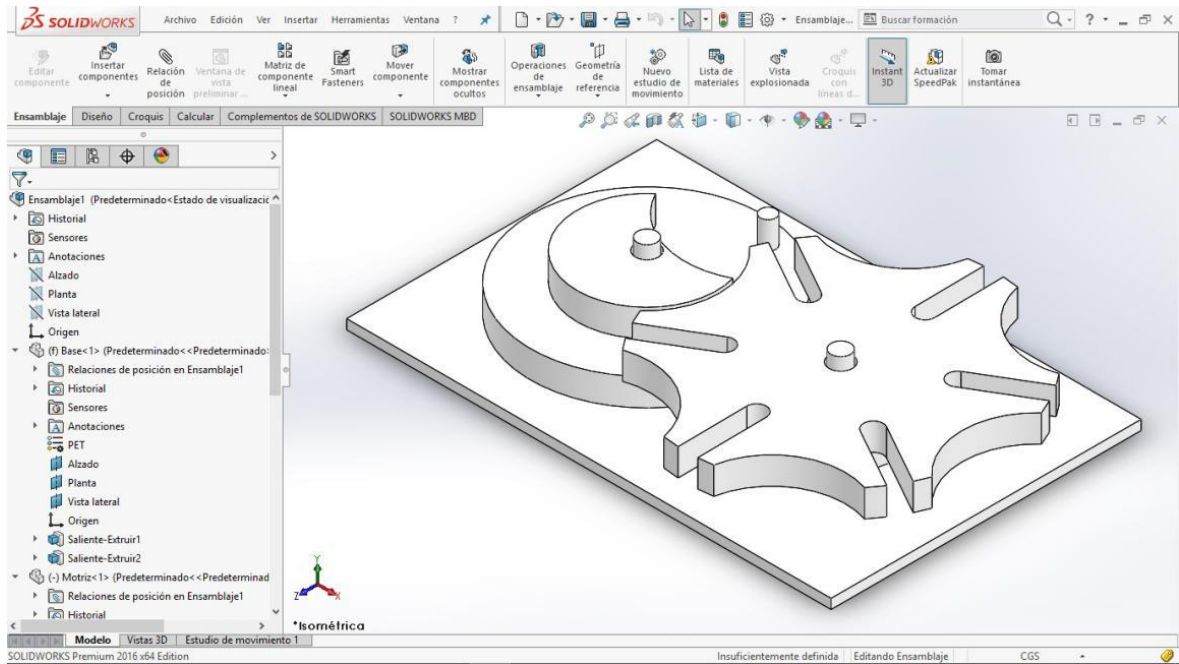 SOLIDWORKS
Archivo Edición Ver Insertar Herramientas Ventana ?
Ensamblaje...
Buscar formación
Editar componente
Insertar componentes
Relación de posición
Ventana de vista preliminar ...
Matriz de componente lineal
Smart Fasteners
Mover componente
Mostrar componentes ocultos
Operaciones de ensamblaje
Geometría de referencia
Nuevo estudio de movimiento
Lista de materiales
Vista explosionada
Croquis con líneas d...
Instant 3D
Actualizar SpeedPak
Tomar instantánea
Ensamblaje Diseño Croquis Calcular Complementos de SOLIDWORKS SOLIDWORKS MBD
Ensamblaje1 (Predeterminado<Estado de visualizació
Historial
Sensores
Anotaciones
Alzado
Planta
Vista lateral
Origen
(f) Base<1> (Predeterminado<<Predeterminado>
Relaciones de posición en Ensamblaje1
Historial
Sensores
Anotaciones
PET
Alzado
Planta
Vista lateral
Origen
Saliente-Extruir1
Saliente-Extruir2
(-) Motriz<1> (Predeterminado<<Predeterminad
Relaciones de posición en Ensamblaje1
Historial
Y
Z
X
*Isométrica
Modelo Vistas 3D Estudio de movimiento 1
SOLIDWORKS Premium 2016 x64 Edition
Insuficientemente definida Editando Ensamblaje CGS